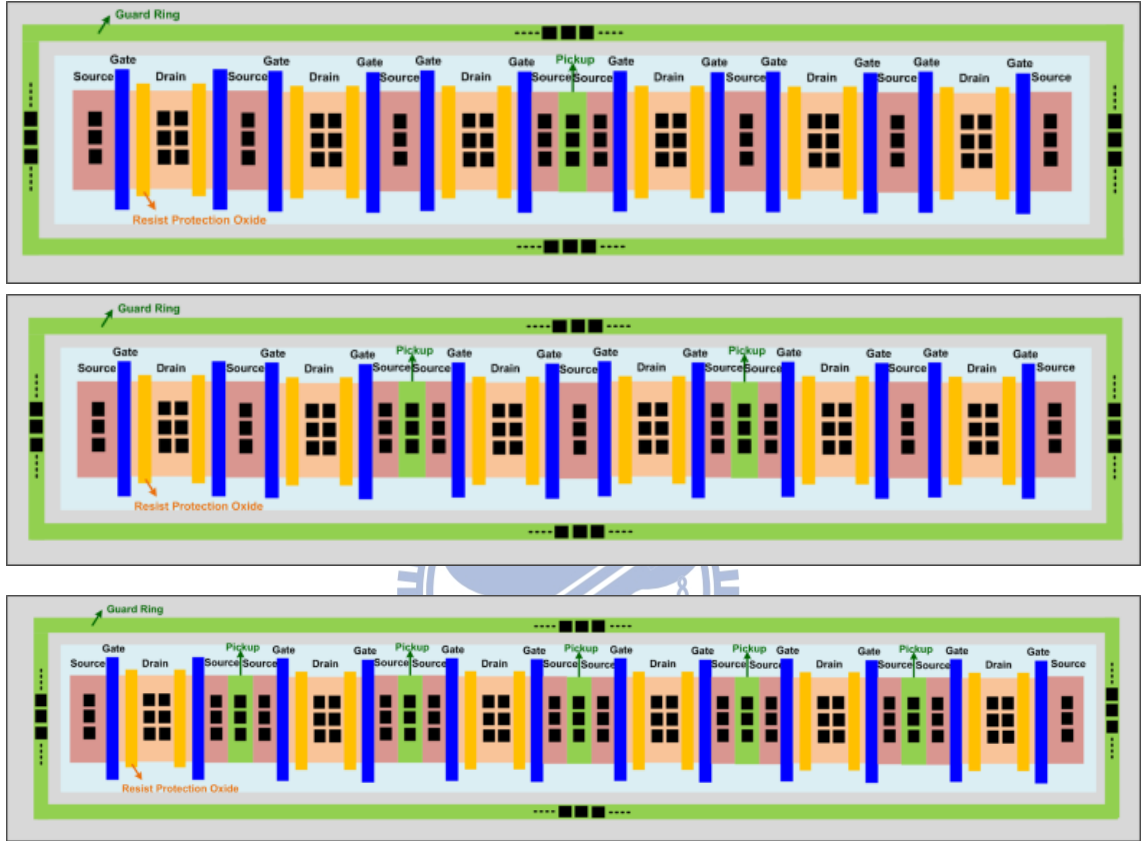 Guard Ring
Gate Gate Gate Gate Gate Pickup Gate Gate Gate Gate Gate Gate
Source Drain Source Drain Source Drain Source Source Drain Source Drain Source Drain Source
Resist Protection Oxide
Guard Ring
Gate Gate Gate Pickup Gate Gate Gate Gate Pickup Gate Gate Gate Gate
Source Drain Source Drain Source Source Drain Source Drain Source Source Drain Source Drain Source
Resist Protection Oxide
Guard Ring
Gate Pickup Gate Gate Pickup Gate Gate Pickup Gate Gate Pickup Gate Gate Pickup Gate Gate
Source Drain Source Source Drain Source Source Drain Source Source Drain Source Source Drain Source Source Drain Source
Resist Protection Oxide